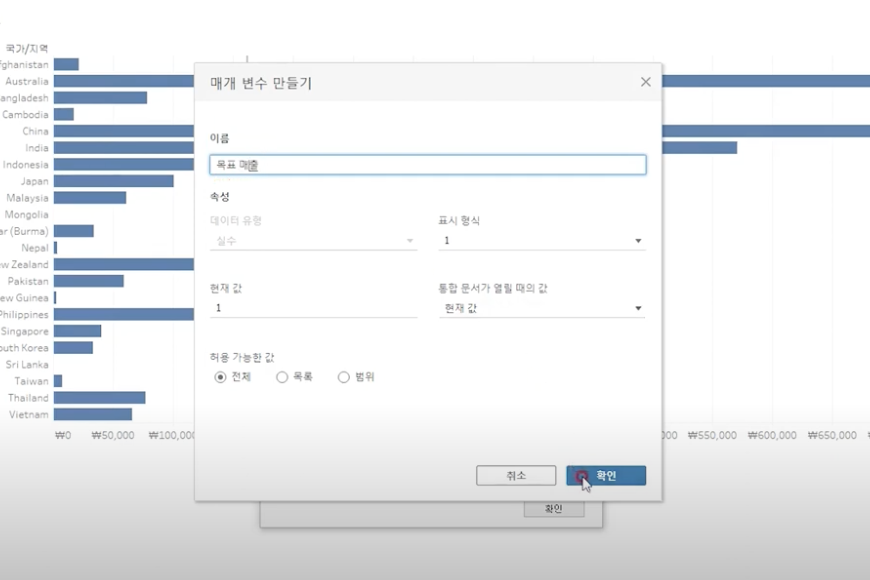 국가/지역
fghanistan
Australia
angladesh
Cambodia
China
India
Indonesia
Japan
Malaysia
Mongolia
ar (Burma)
Nepal
ew Zealand
Pakistan
ew Guinea
Philippines
Singapore
outh Korea
Sri Lanka
Taiwan
Thailand
Vietnam
₩0 ₩50,000 ₩100,000
000 ₩550,000 ₩600,000 ₩650,000
매개 변수 만들기
이름
목표 매출
속성
데이터 유형 표시 형식
실수 1
현재 값 통합 문서가 열릴 때의 값
1 현재 값
허용 가능한 값
전체 목록 범위
취소 확인
확인